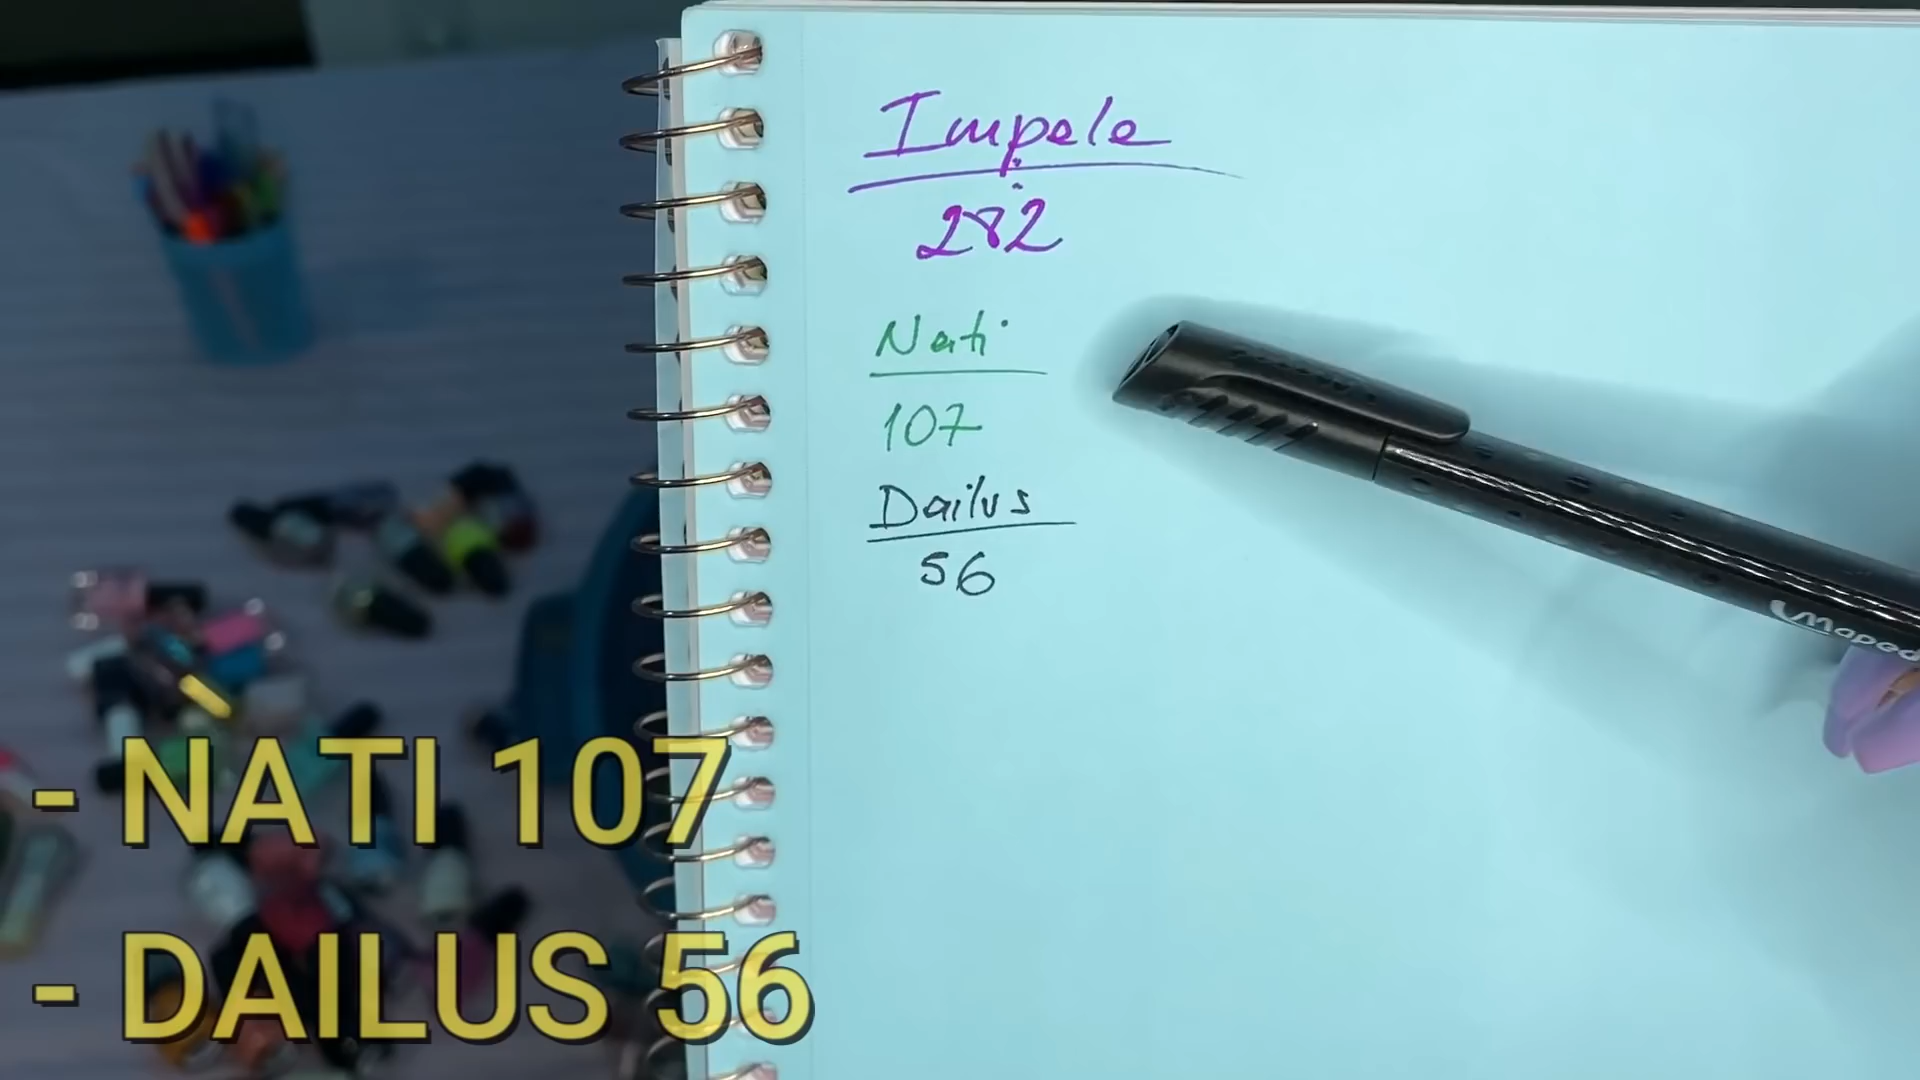 Impele
282
Nati
107
Dailus
56
Maped
- NATI 107
- DAILUS 56